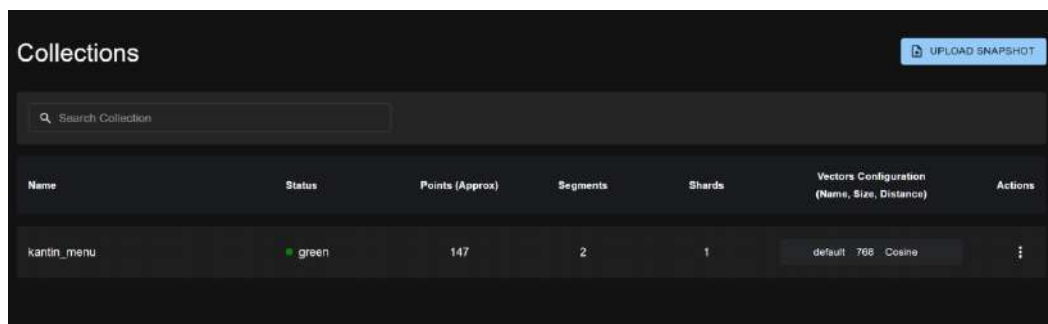 Collections
UPLOAD SNAPSHOT
Search Collection
Name Status Points (Approx) Segments Shards Vectors Configuration (Name, Size, Distance) Actions
kantin_menu green 147 2 1 default 768 Cosine